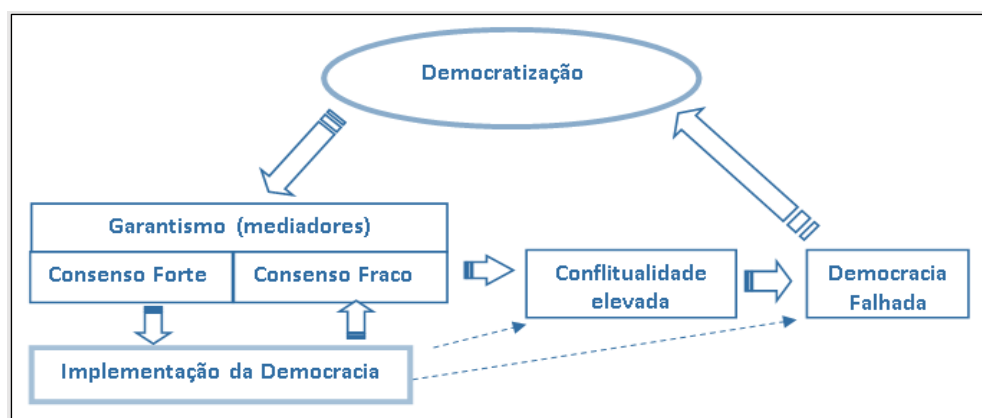 Democratização
Garantismo (mediadores)
Consenso Forte
Consenso Fraco
Conflitualidade
elevada
Democracia
Falhada
Implementação da Democracia